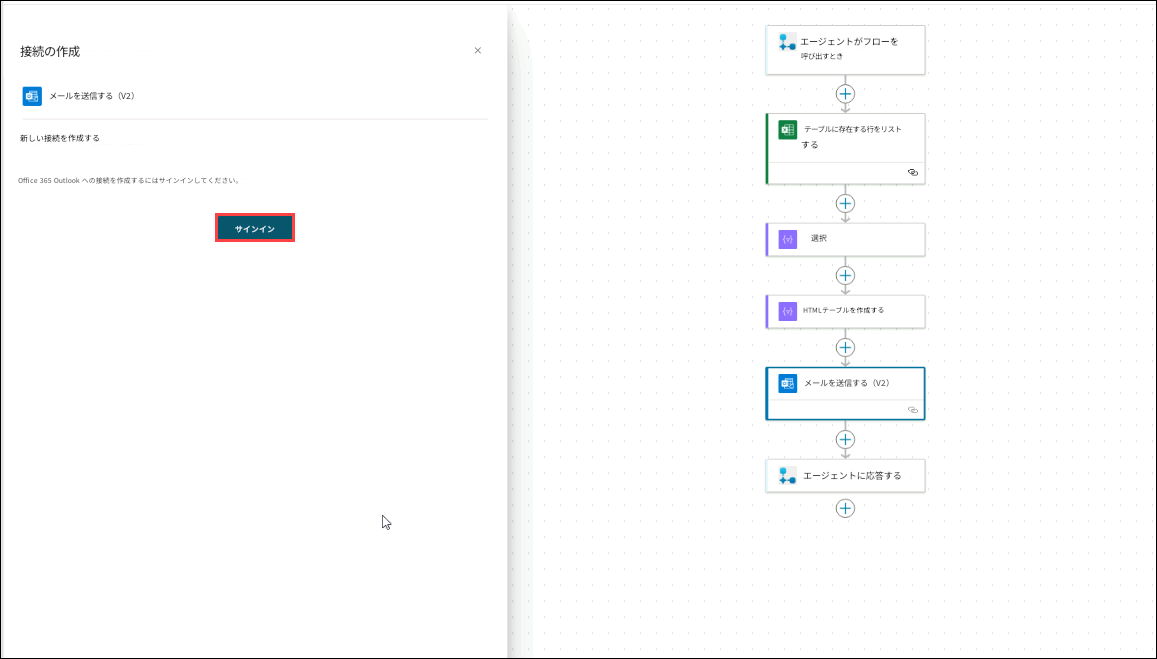 接続の作成
メールを送信する（V2）
新しい接続を作成する
Office 365 Outlook への接続を作成するにはサインインしてください。
サインイン
エージェントがフローを
呼び出すとき
テーブルに存在する行をリスト
する
選択
HTMLテーブルを作成する
メールを送信する（V2）
エージェントに応答する